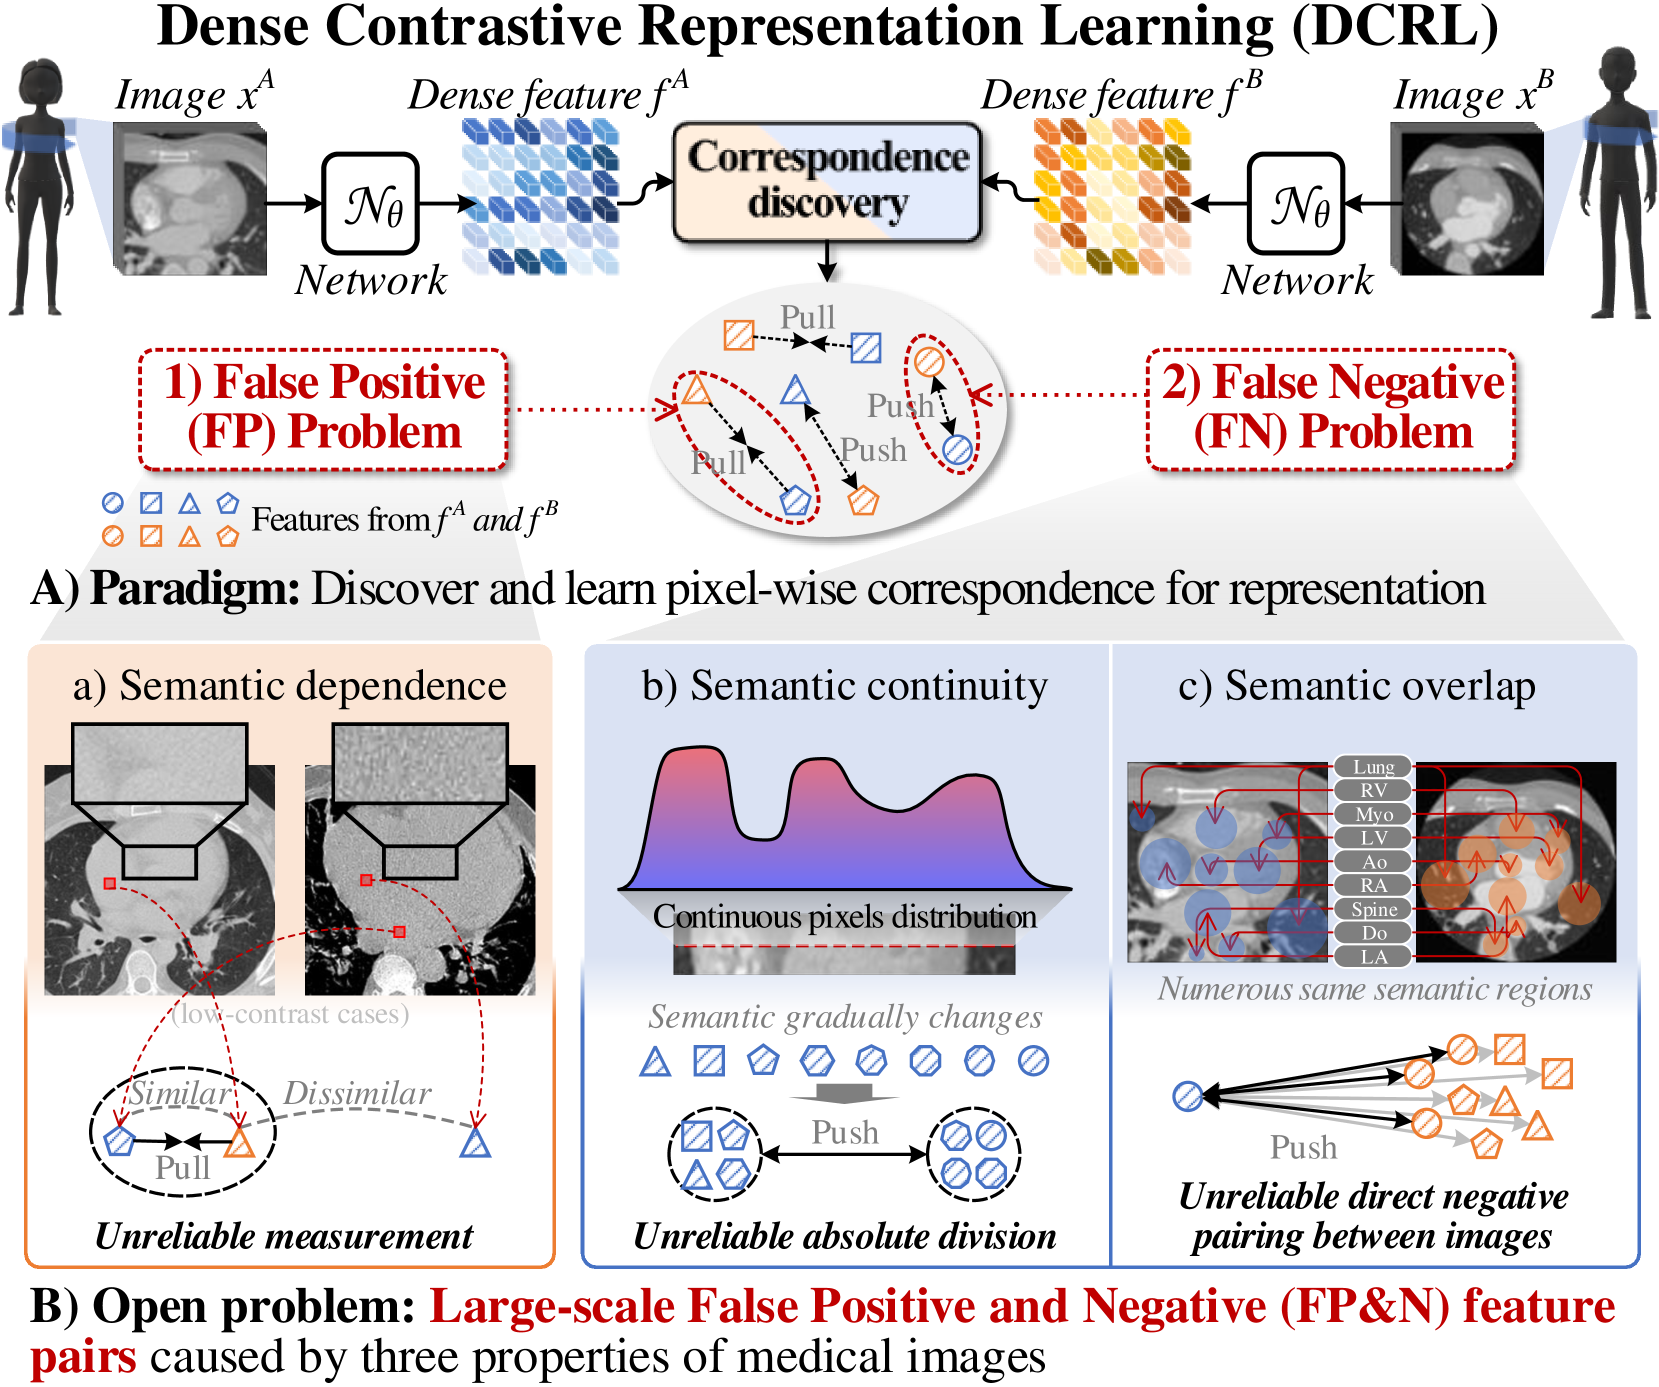 Dense Contrastive Representation Learning (DCRL)
Image x^A
Dense feature f^A
Dense feature f^B
Image x^B
Correspondence
discovery
𝒩θ
𝒩θ
Network
Network
Pull
Push
Pull
Push
1) False Positive
(FP) Problem
2) False Negative
(FN) Problem
Features from f^A and f^B
A) Paradigm: Discover and learn pixel-wise correspondence for representation
a) Semantic dependence
(low-contrast cases)
Similar
Dissimilar
Pull
Unreliable measurement
b) Semantic continuity
Continuous pixels distribution
Semantic gradually changes
Push
Unreliable absolute division
c) Semantic overlap
Lung
RV
Myo
LV
Ao
RA
Spine
Do
LA
Numerous same semantic regions
Push
Unreliable direct negative
pairing between images
B) Open problem: Large-scale False Positive and Negative (FP&N) feature
pairs caused by three properties of medical images